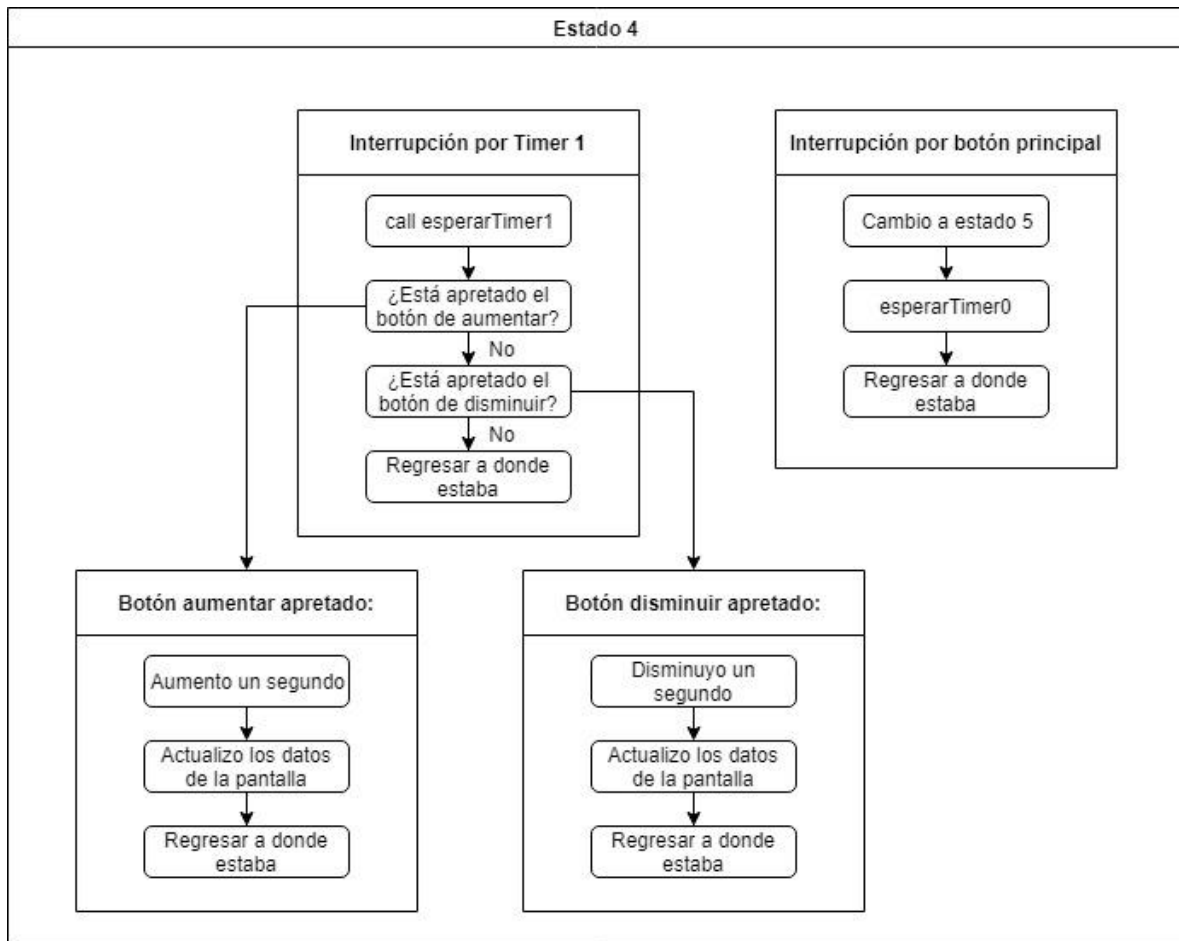 Estado 4
Interrupción por Timer 1
call esperarTimer1
¿Está apretado el
botón de aumentar?
No
¿Está apretado el
botón de disminuir?
No
Regresar a donde
estaba
Interrupción por botón principal
Cambio a estado 5
esperarTimer0
Regresar a donde
estaba
Botón aumentar apretado:
Aumento un segundo
Actualizo los datos
de la pantalla
Regresar a donde
estaba
Botón disminuir apretado:
Disminuyo un
segundo
Actualizo los datos
de la pantalla
Regresar a donde
estaba